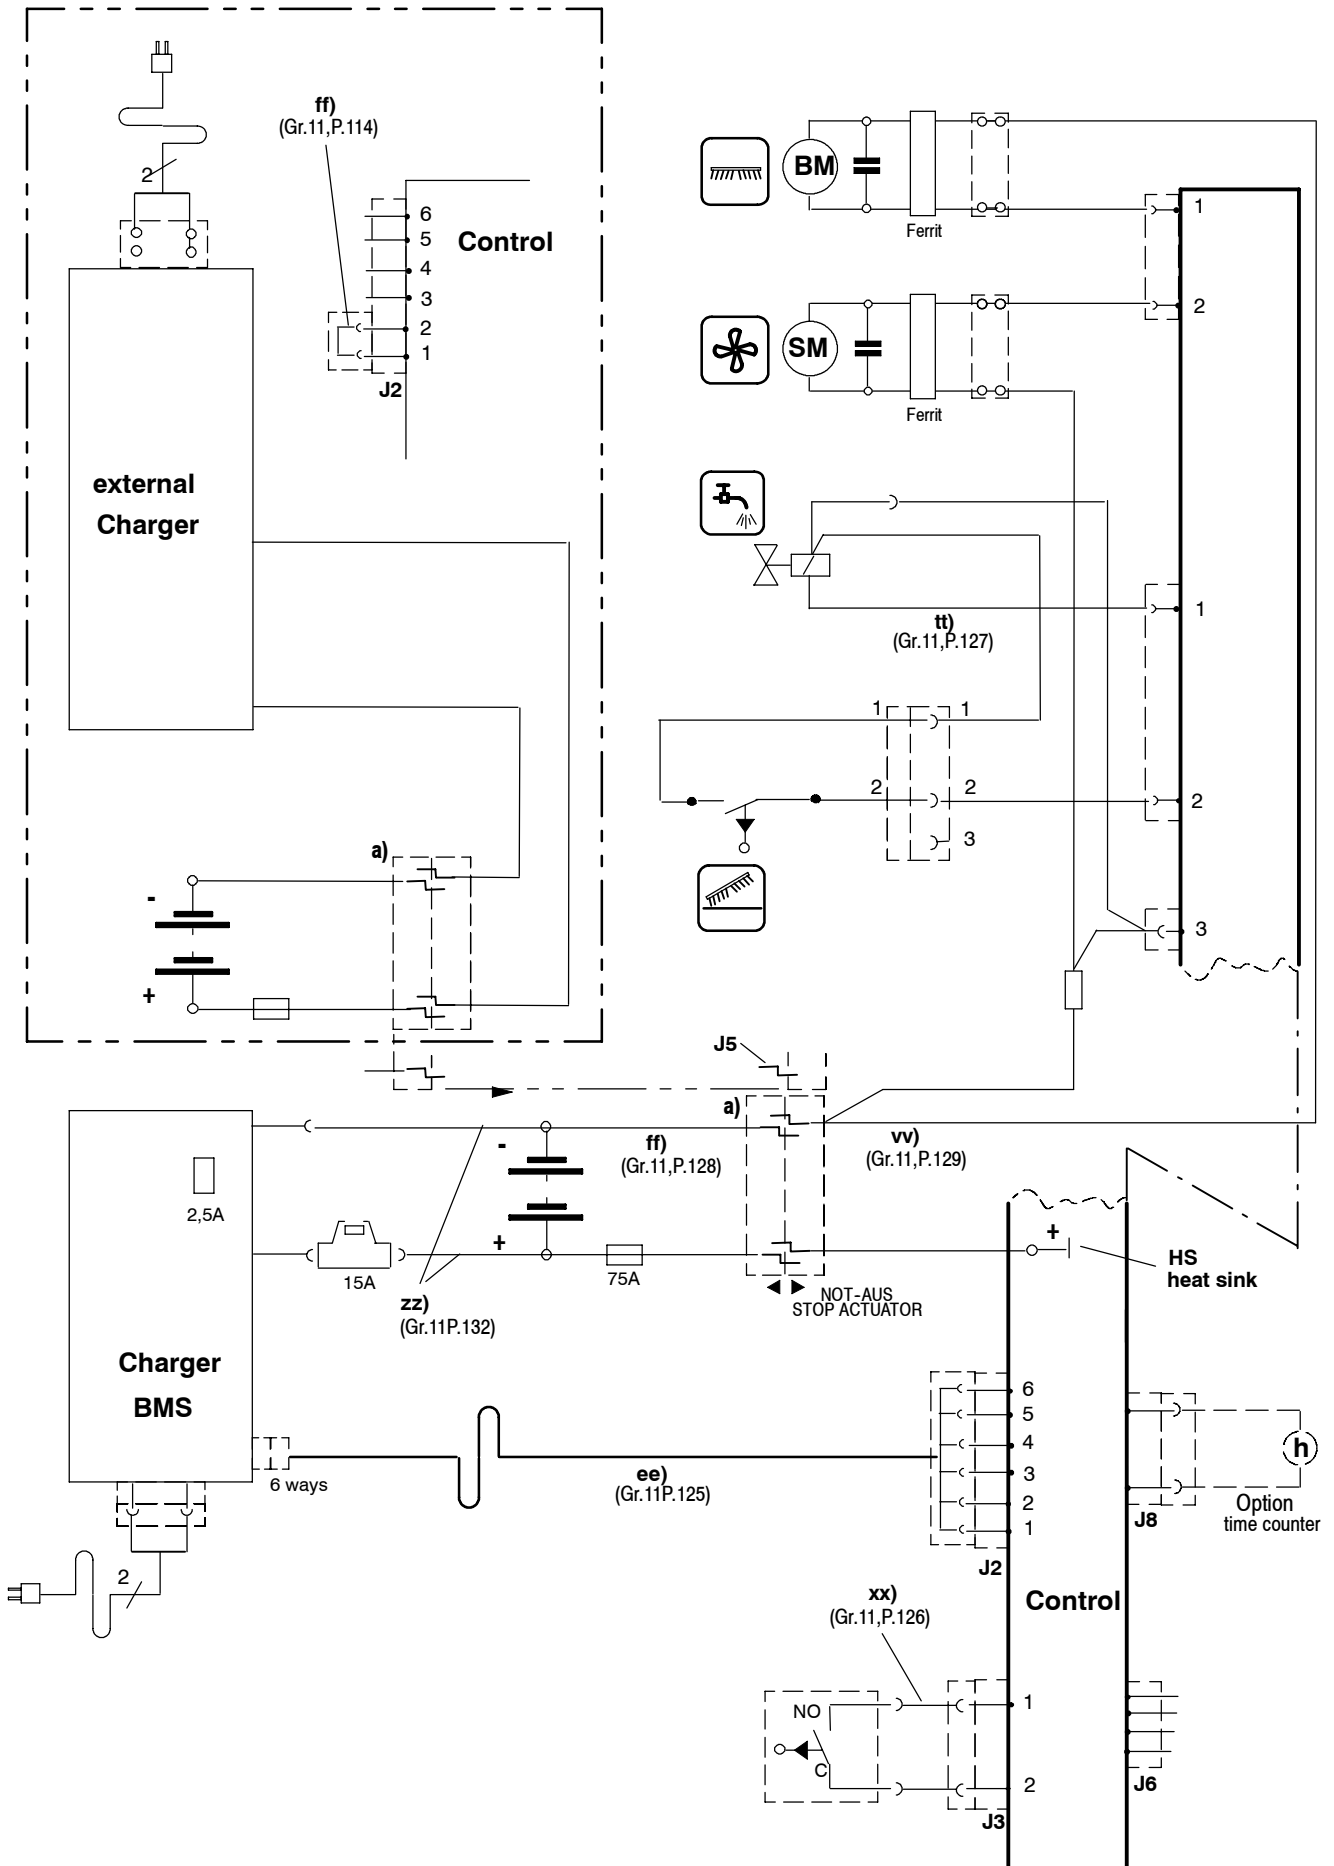 2
ff)
(Gr.11,P.114)
6
5
4
3
2
1
Control
J2
external
Charger
a)
-
+
BM
Ferrit
1
2
SM
Ferrit
tt)
(Gr.11,P.127)
1
1
1
2
2
2
3
3
J5
a)
-
ff)
(Gr.11,P.128)
vv)
(Gr.11,P.129)
2,5A
15A
+
75A
zz)
(Gr.11P.132)
NOT-AUS
STOP ACTUATOR
+
HS
heat sink
Charger
BMS
6 ways
ee)
(Gr.11P.125)
6
5
4
3
2
1
J2
h
Option
time counter
J8
2
Control
xx)
(Gr.11,P.126)
NO
C
1
2
J3
J6